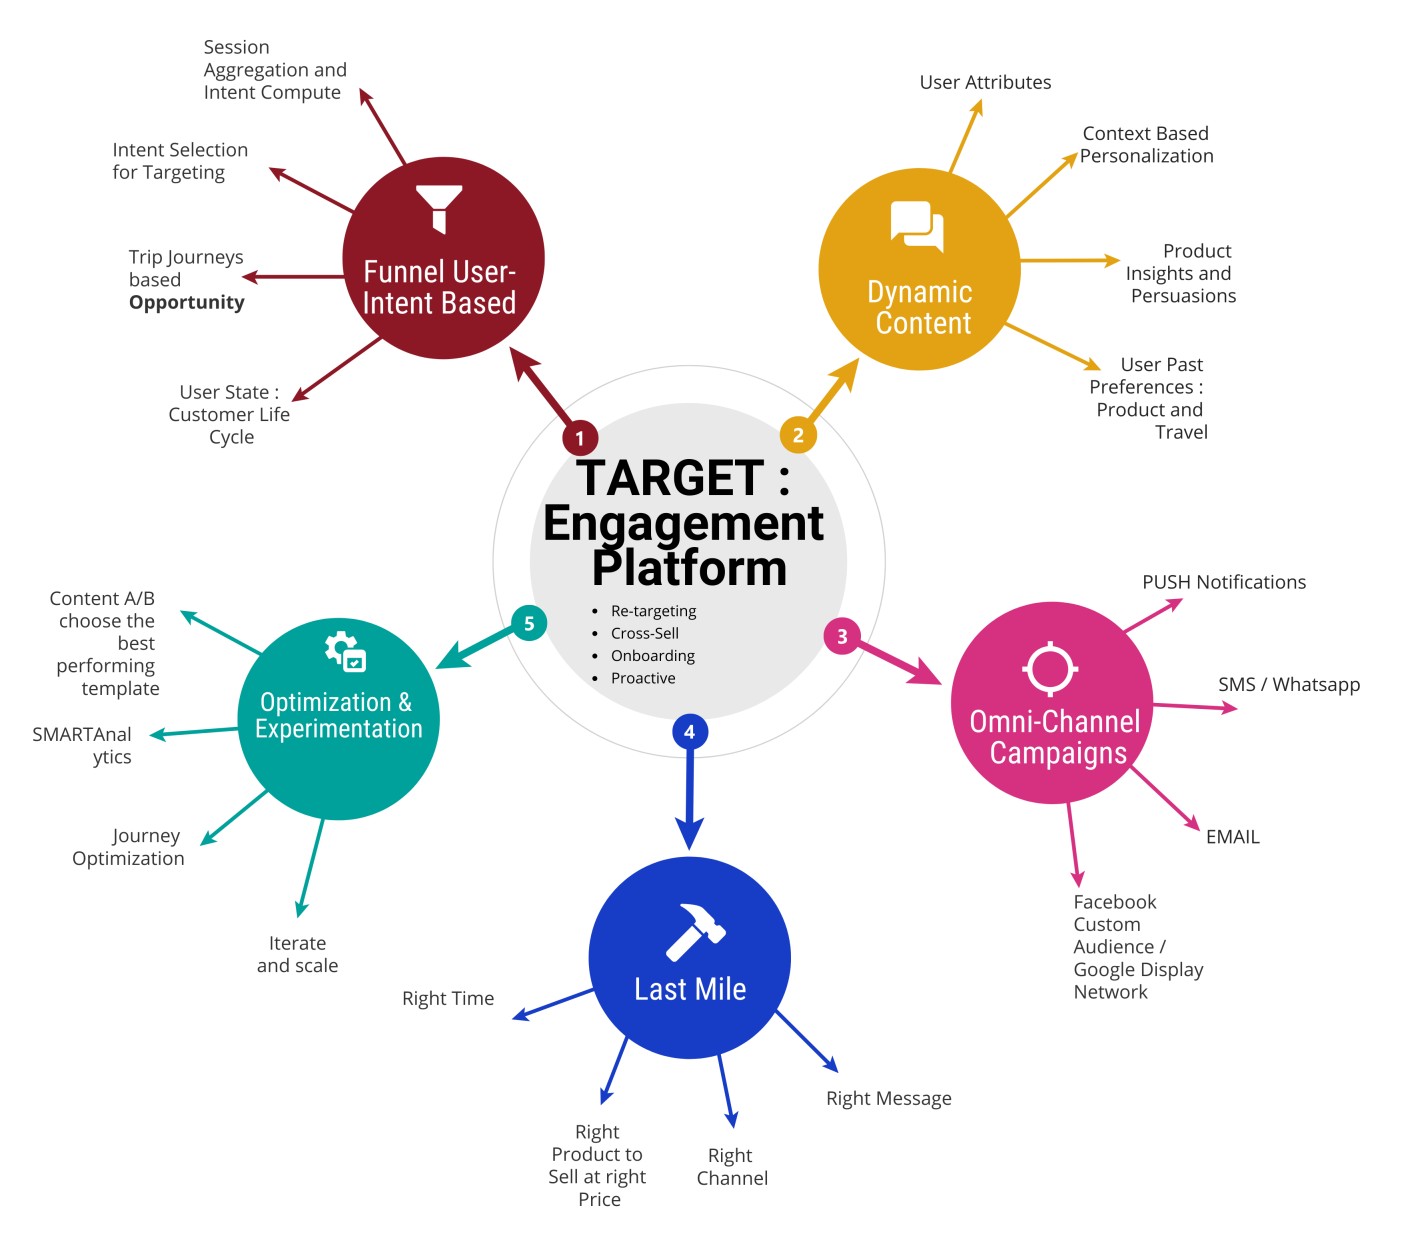 Session
Aggregation and
Intent Compute
Intent Selection
for Targeting
Trip Journeys
based
Opportunity
User State :
Customer Life
Cycle
Funnel User-
Intent Based
1
User Attributes
Context Based
Personalization
Product
Insights and
Persuasions
User Past
Preferences :
Product and
Travel
Dynamic
Content
2
TARGET :
Engagement
Platform
• Re-targeting
• Cross-Sell
• Onboarding
• Proactive
3
PUSH Notifications
SMS / Whatsapp
EMAIL
Facebook
Custom
Audience /
Google Display
Network
Omni-Channel
Campaigns
4
Last Mile
Right Time
Right
Product to
Sell at right
Price
Right
Channel
Right Message
5
Optimization &
Experimentation
Content A/B
choose the
best
performing
template
SMARTAnal
ytics
Journey
Optimization
Iterate
and scale